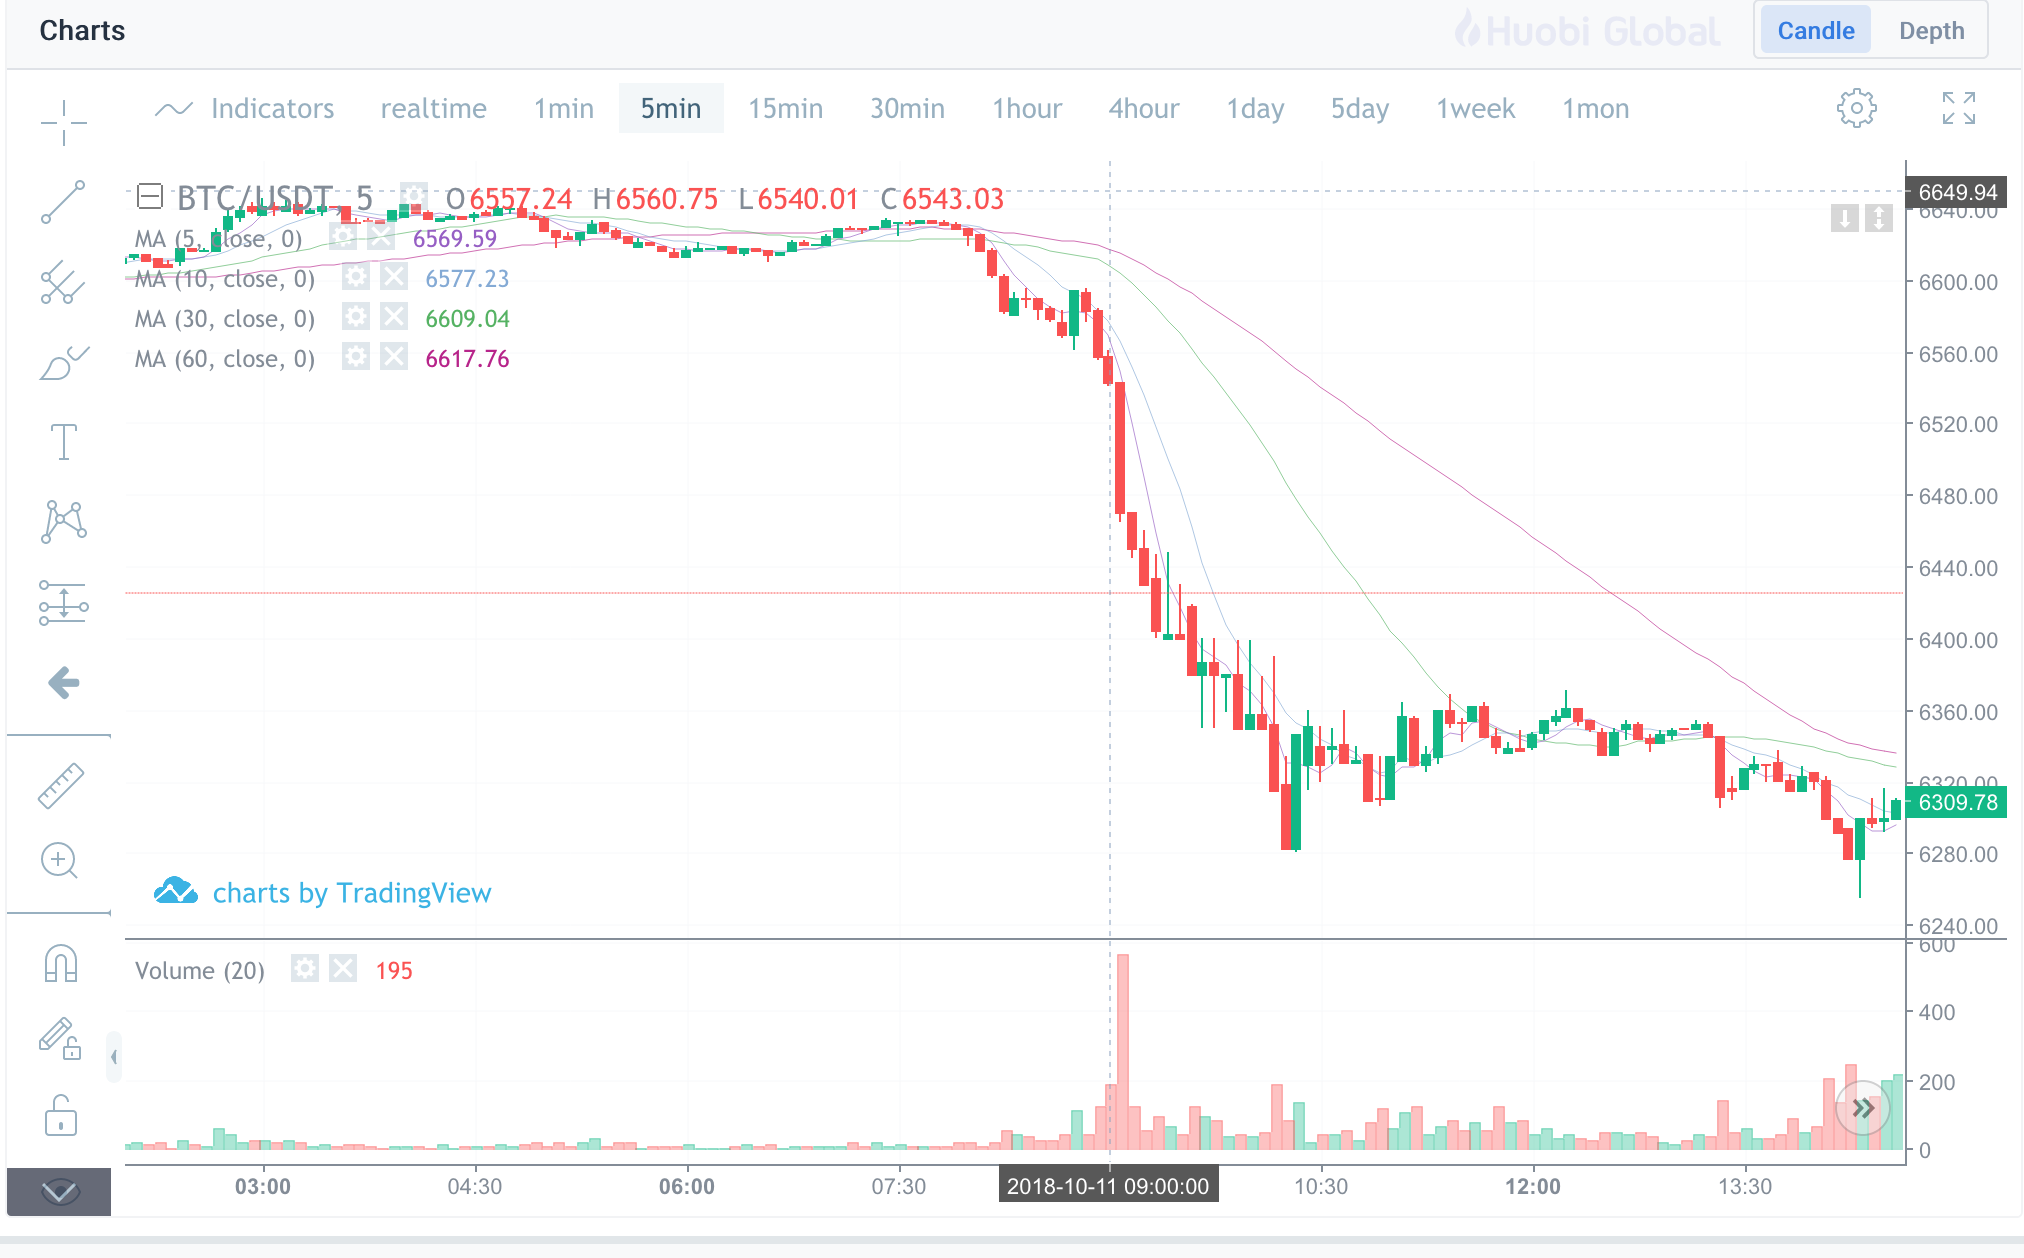 Charts
Huobi Global
Candle Depth
Indicators realtime 1min 5min 15min 30min 1hour 4hour 1day 5day 1week 1mon
BTC/USDT, 5 O6557.24 H6560.75 L6540.01 C6543.03
MA (5, close, 0) 6569.59
MA (10, close, 0) 6577.23
MA (30, close, 0) 6609.04
MA (60, close, 0) 6617.76
6649.94
6640.00
6600.00
6560.00
6520.00
6480.00
6440.00
6400.00
6360.00
6320.00
6309.78
6280.00
6240.00
charts by TradingView
Volume (20) 195
600
400
200
0
03:00 04:30 06:00 07:30 2018-10-11 09:00:00 10:30 12:00 13:30